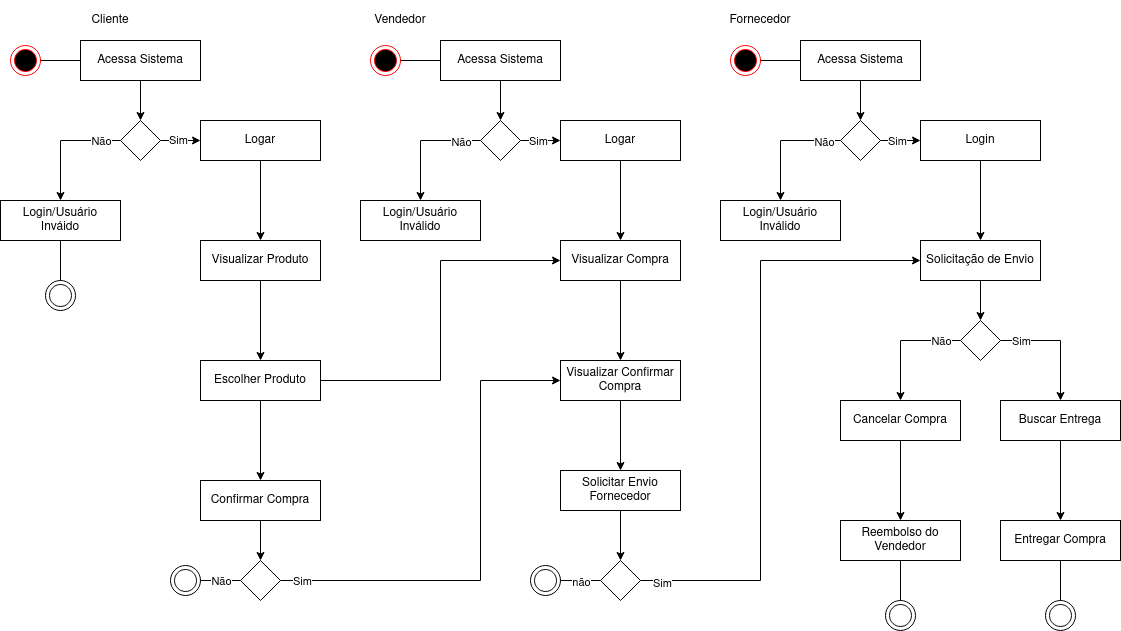 Cliente
Vendedor
Fornecedor
Acessa Sistema
Acessa Sistema
Acessa Sistema
Não
Sim
Logar
Não
Sim
Logar
Não
Sim
Login
Login/Usuário
Inváido
Login/Usuário
Inválido
Login/Usuário
Inválido
Visualizar Produto
Visualizar Compra
Solicitação de Envio
Não
Sim
Escolher Produto
Visualizar Confirmar
Compra
Cancelar Compra
Buscar Entrega
Confirmar Compra
Solicitar Envio
Fornecedor
Reembolso do
Vendedor
Entregar Compra
Não
Sim
não
Sim